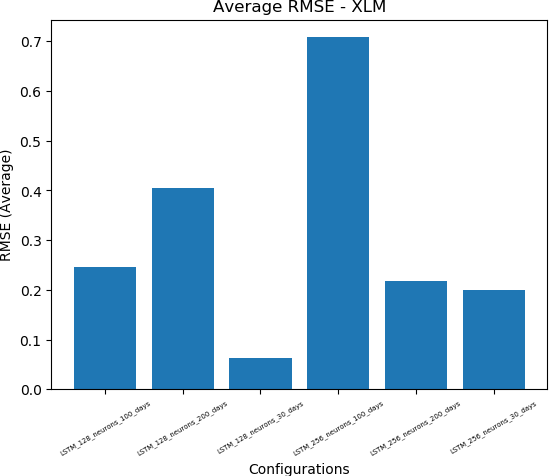 Average RMSE - XLM
RMSE (Average)
0.7
0.6
0.5
0.4
0.3
0.2
0.1
0.0
LSTM_128_neurons_100_days
LSTM_128_neurons_200_days
LSTM_128_neurons_30_days
LSTM_256_neurons_100_days
LSTM_256_neurons_200_days
LSTM_256_neurons_30_days
Configurations